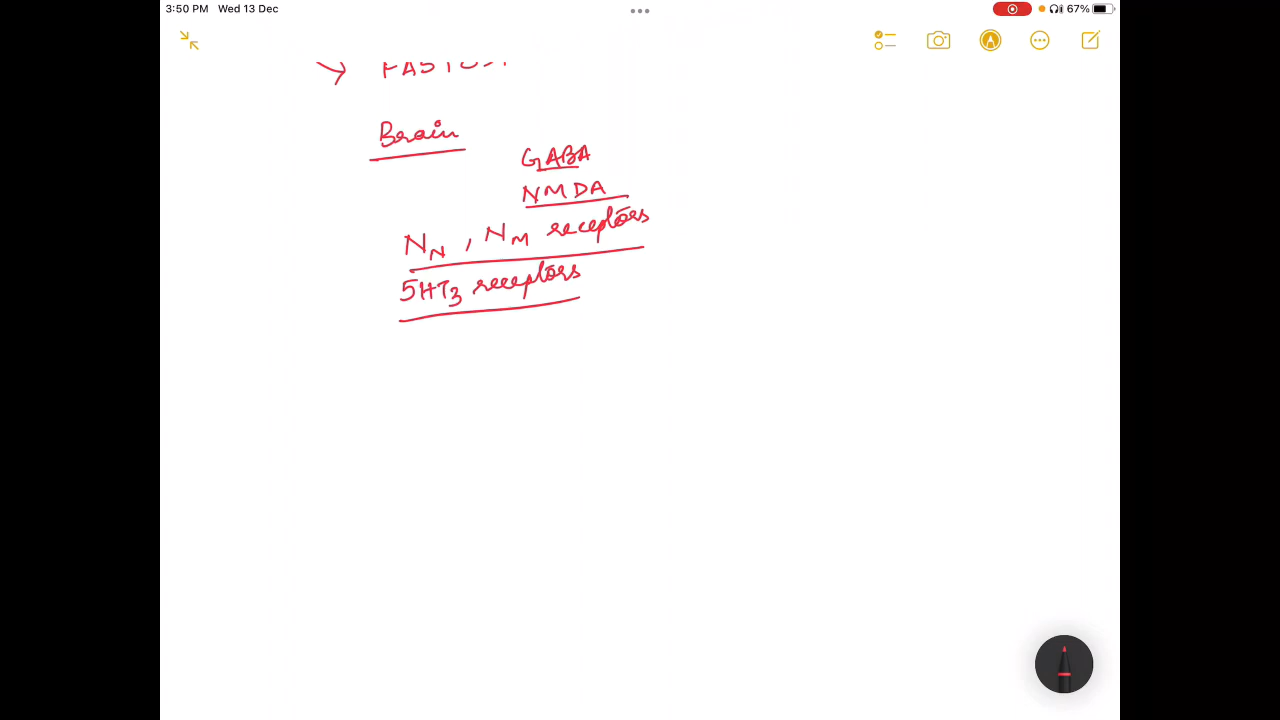 3:50 PM Wed 13 Dec
67%
Brain
GABA
NMDA
NN, NM receptors
5HT3 receptors